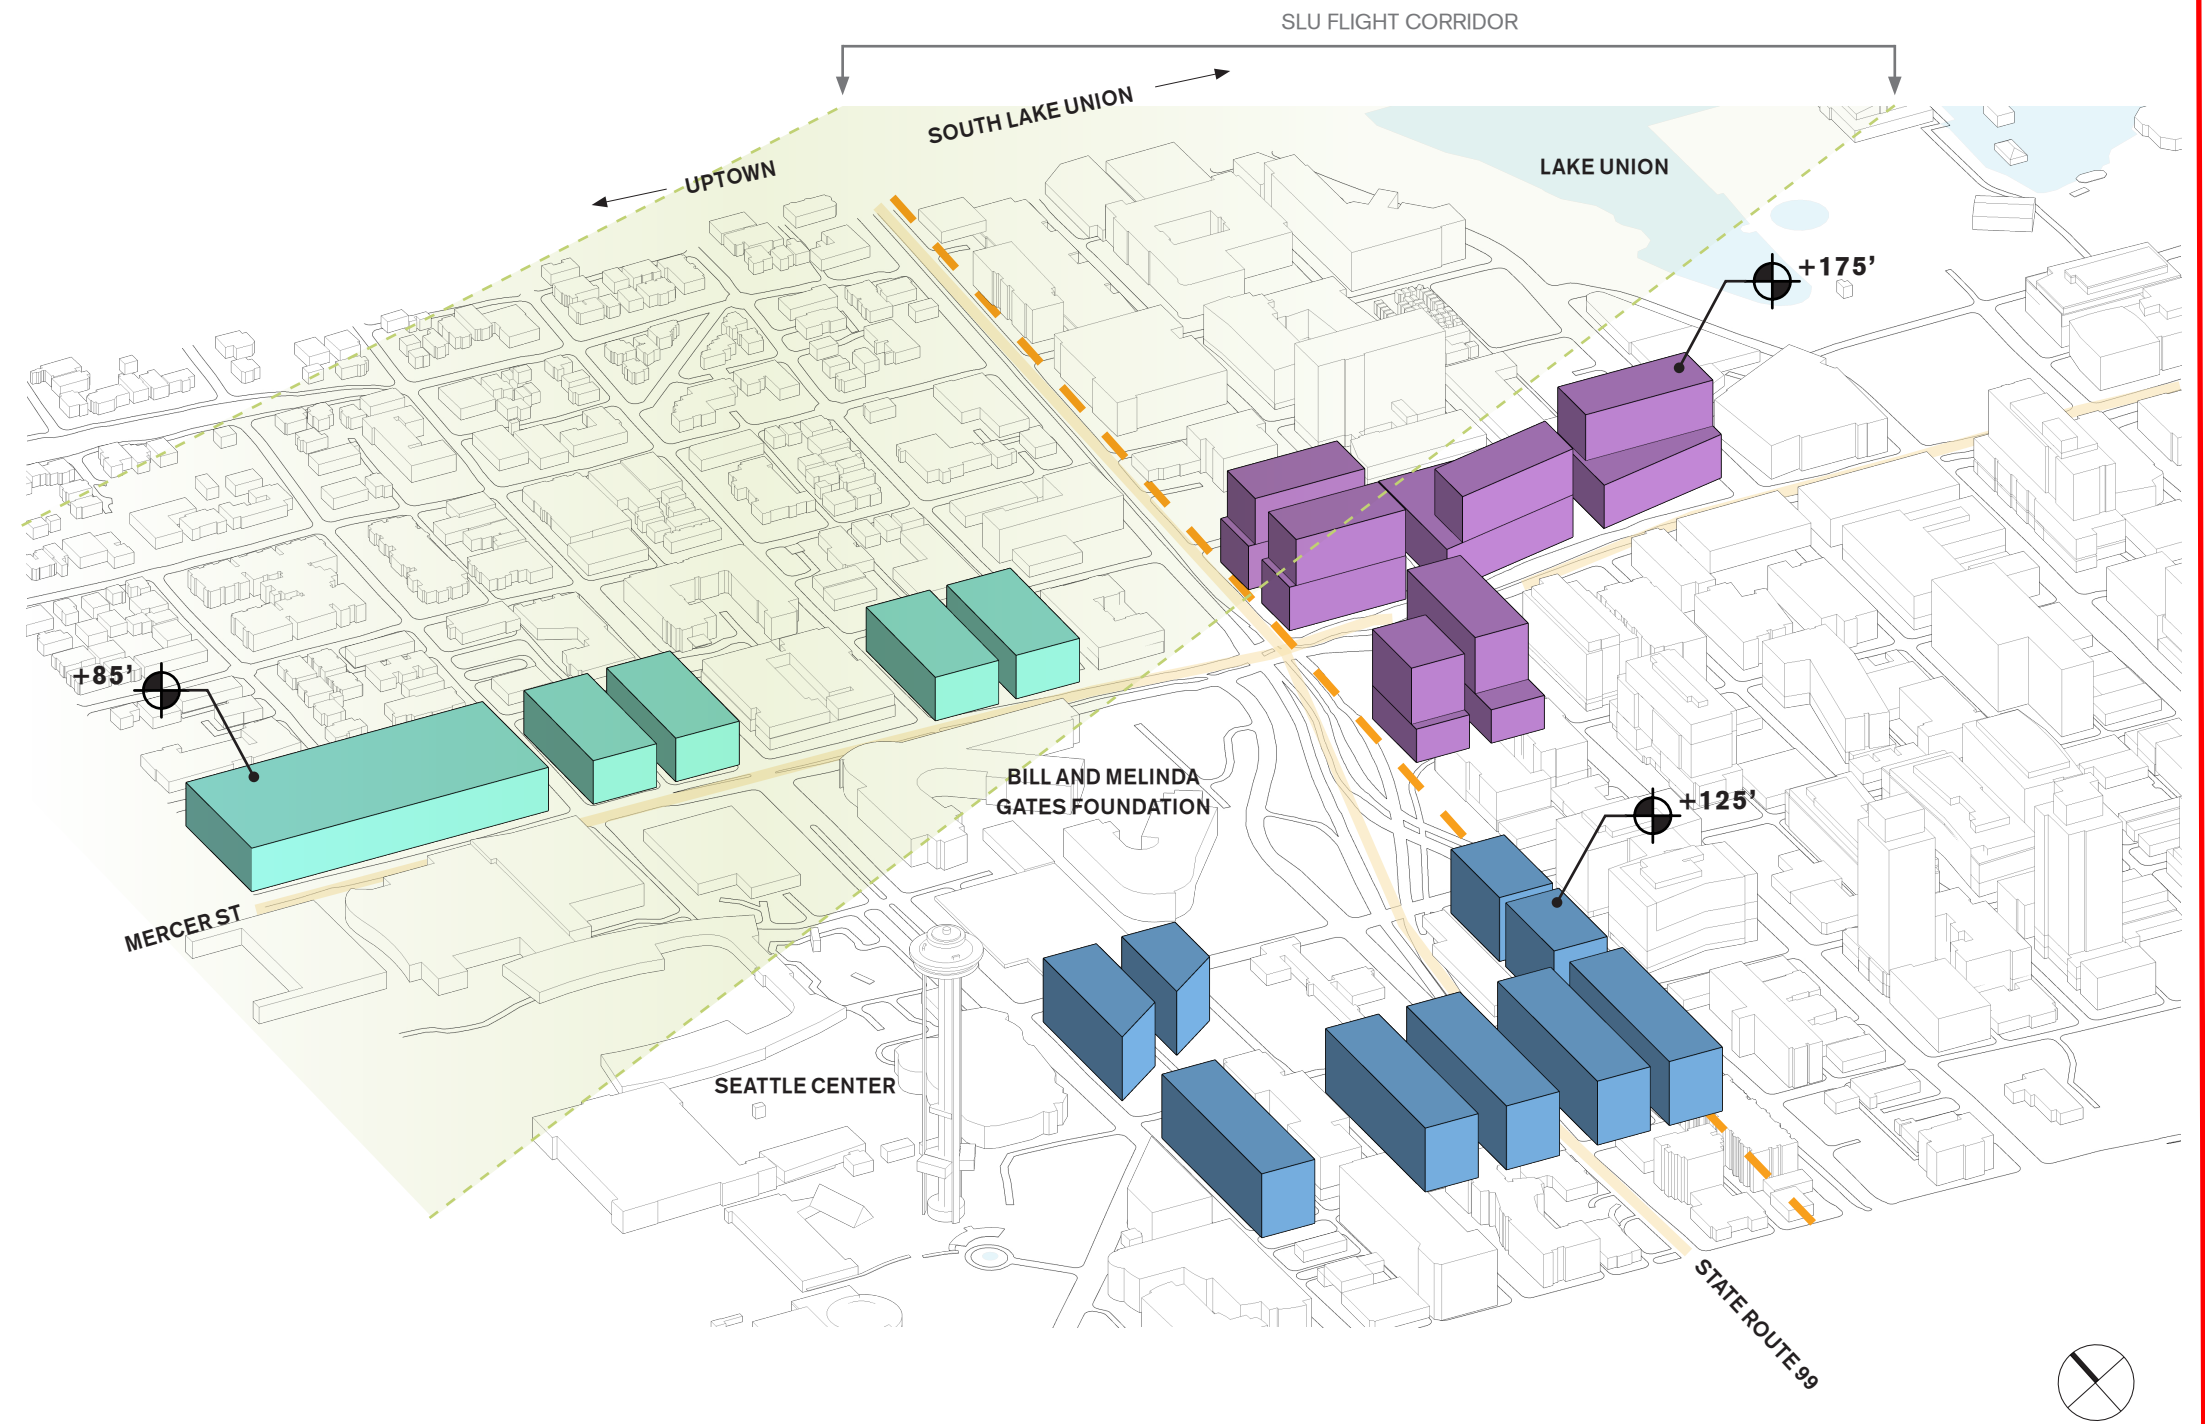 SLU FLIGHT CORRIDOR
SOUTH LAKE UNION
UPTOWN
LAKE UNION
+175’
+85’
BILL AND MELINDA
GATES FOUNDATION
+125’
MERCER ST
SEATTLE CENTER
STATE ROUTE 99